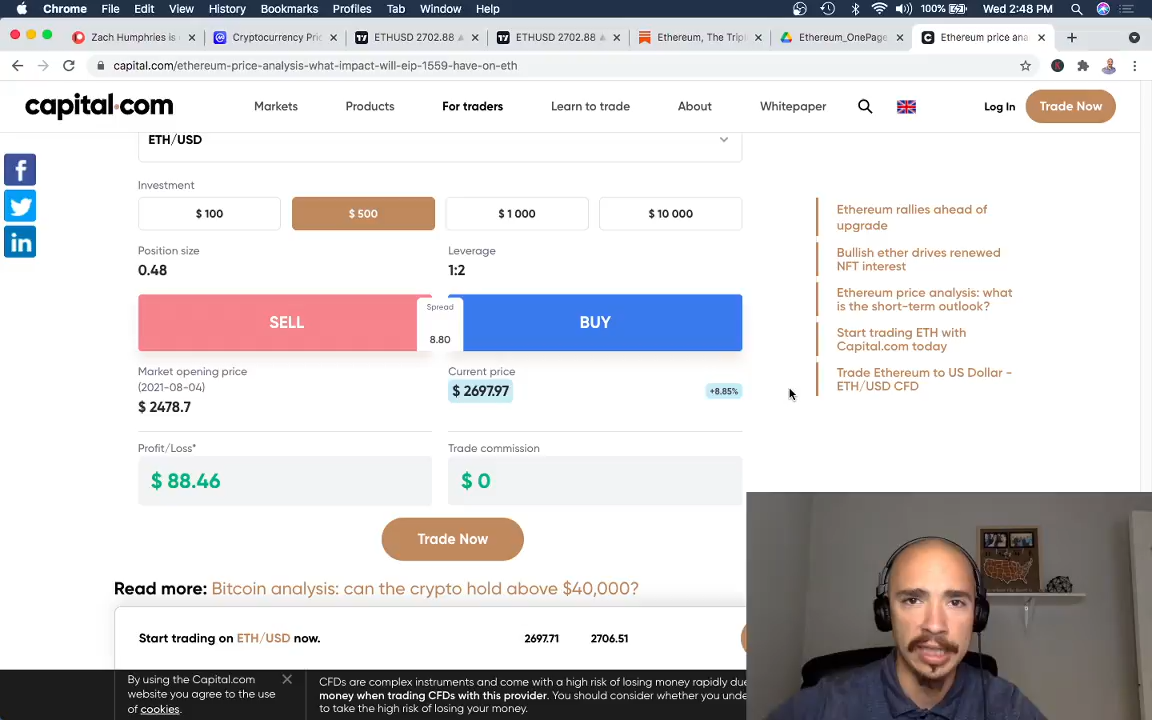 Chrome File Edit View History Bookmarks Profiles Tab Window Help 100% Wed 2:48 PM
Zach Humphries is
Cryptocurrency Pric
ETHUSD 2702.88
ETHUSD 2702.88
Ethereum, The Tripl
Ethereum_OnePage
Ethereum price ana
capital.com/ethereum-price-analysis-what-impact-will-eip-1559-have-on-eth
capital.com
Markets Products For traders Learn to trade About Whitepaper Log In Trade Now
ETH/USD
Investment
$ 100 $ 500 $ 1 000 $ 10 000
Position size Leverage
0.48 1:2
SELL Spread BUY
8.80
Market opening price Current price
(2021-08-04) $ 2697.97 +8.85%
$ 2478.7
Profit/Loss* Trade commission
$ 88.46 $ 0
Trade Now
Read more: Bitcoin analysis: can the crypto hold above $40,000?
Start trading on ETH/USD now. 2697.71 2706.51
Ethereum rallies ahead of
upgrade
Bullish ether drives renewed
NFT interest
Ethereum price analysis: what
is the short-term outlook?
Start trading ETH with
Capital.com today
Trade Ethereum to US Dollar -
ETH/USD CFD
By using the Capital.com
website you agree to the use
of cookies.
CFDs are complex instruments and come with a high risk of losing money rapidly due
money when trading CFDs with this provider. You should consider whether you unde
to take the high risk of losing your money.